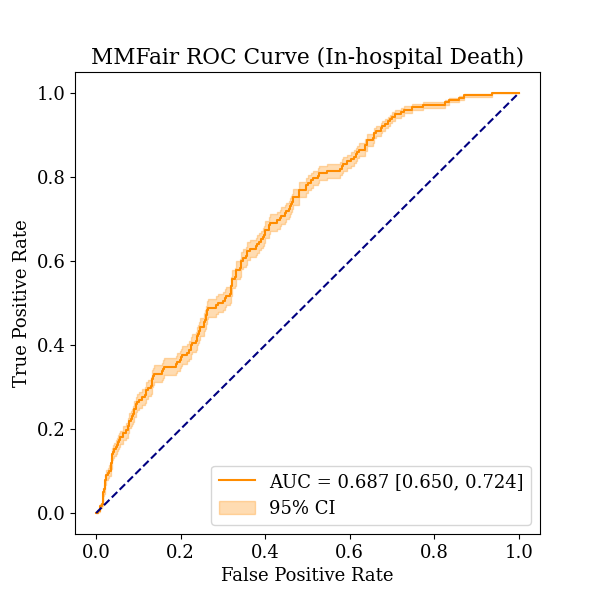 MMFair ROC Curve (In-hospital Death)
1.0
0.8
0.6
0.4
0.2
0.0
True Positive Rate
AUC = 0.687 [0.650, 0.724]
95% CI
0.0 0.2 0.4 0.6 0.8 1.0
False Positive Rate